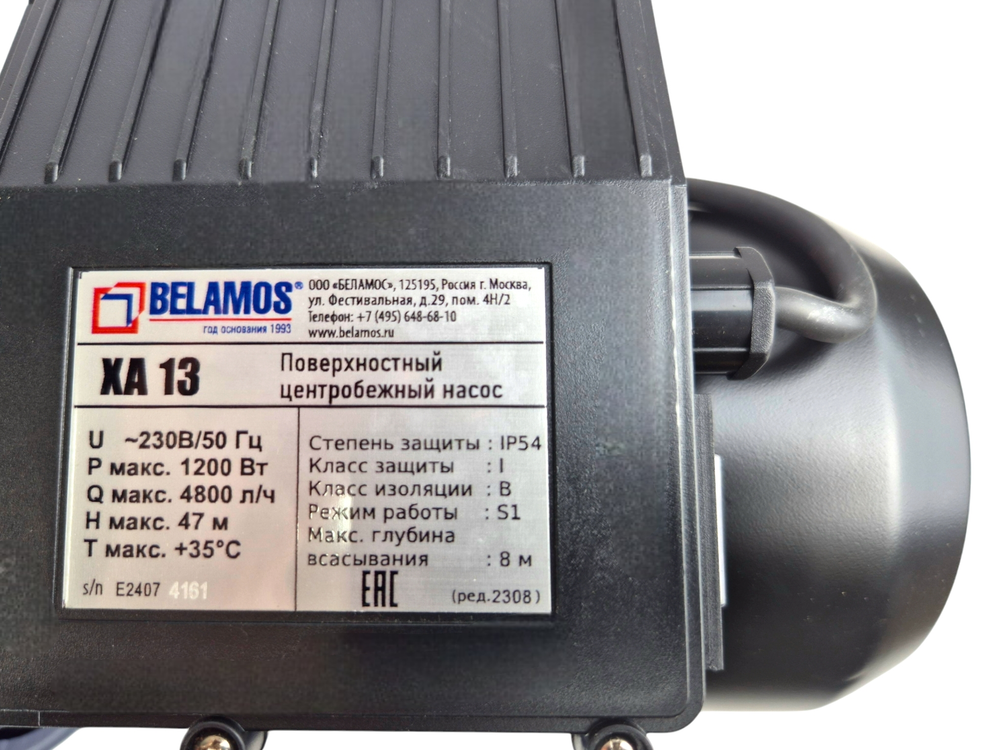 BELAMOS®
год основания 1993
ООО «БЕЛАМОС», 125195, Россия г. Москва,
ул. Фестивальная, д.29, пом. 4Н/2
Телефон: +7 (495) 648-68-10
www.belamos.ru
XA 13
Поверхностный
центробежный насос
U ~230В/50 Гц
P макс. 1200 Вт
Q макс. 4800 л/ч
H макс. 47 м
T макс. +35°C
s/n E2407 4161
Степень защиты : IP54
Класс защиты : I
Класс изоляции : B
Режим работы : S1
Макс. глубина
всасывания : 8 м
EAC (ред.2308)